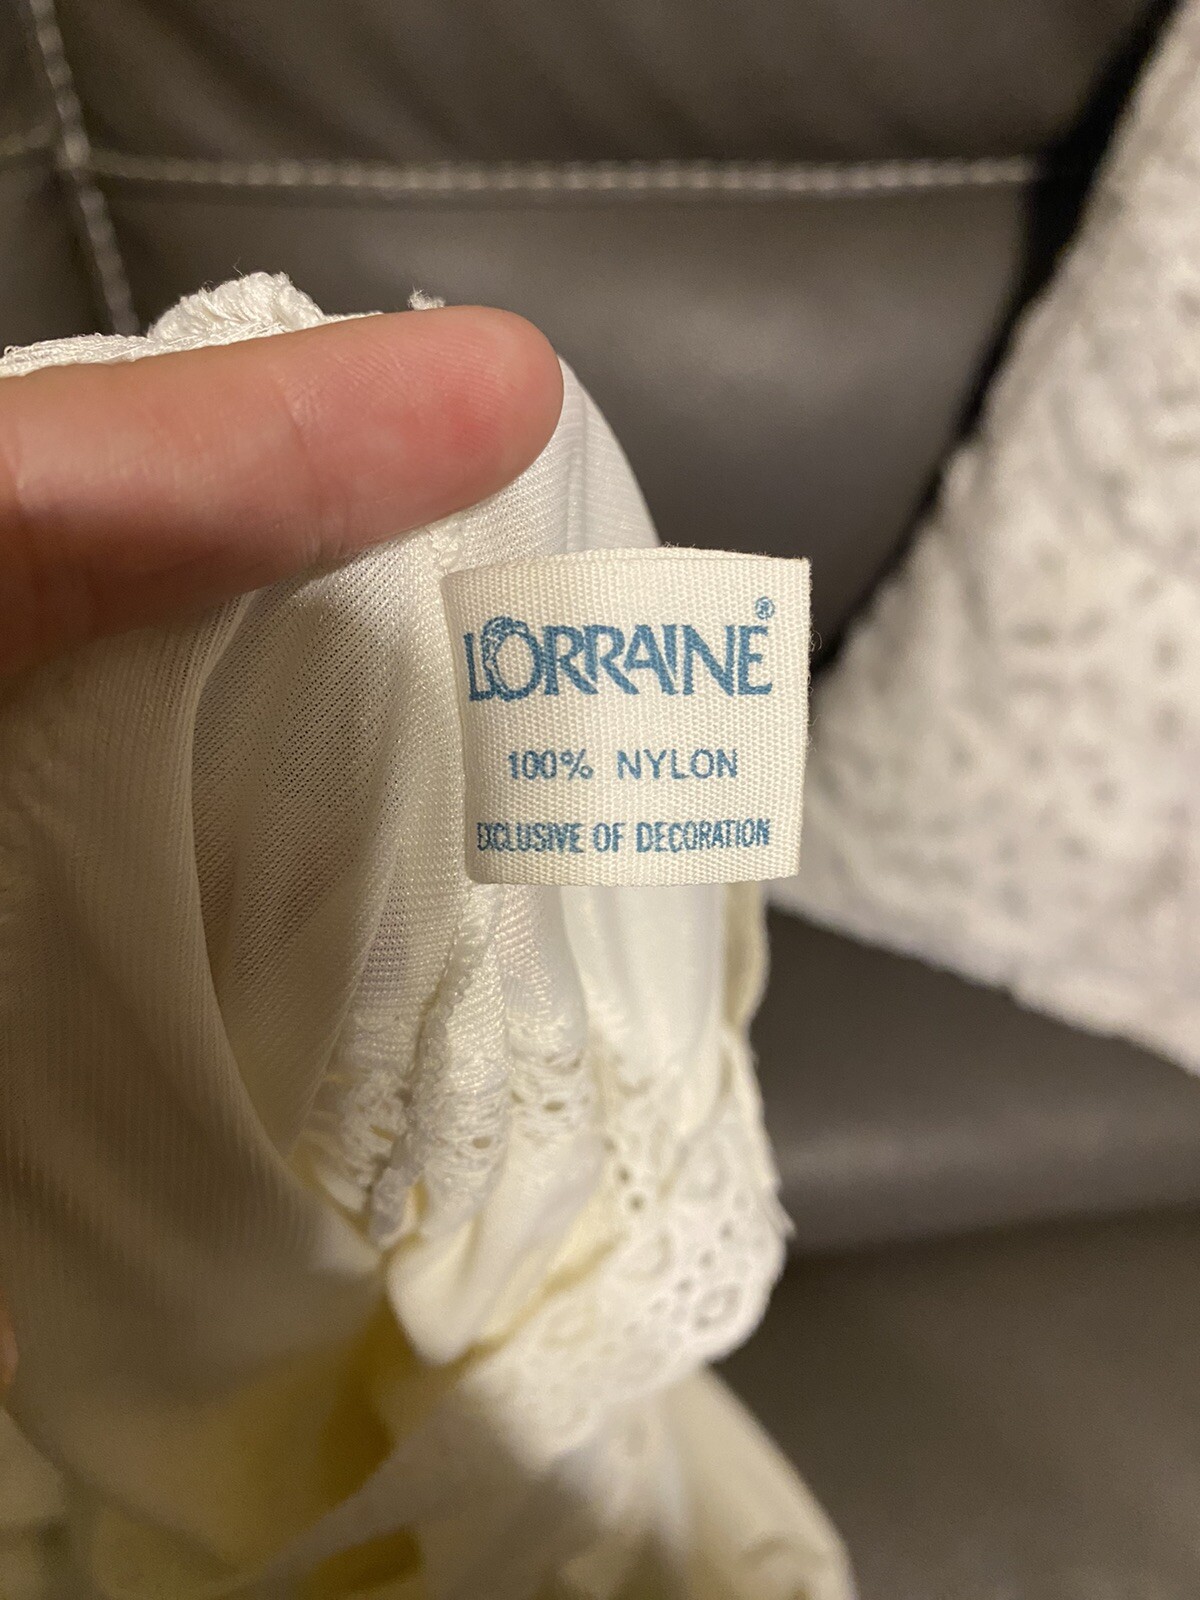 LORRAINE®
100% NYLON
EXCLUSIVE OF DECORATION